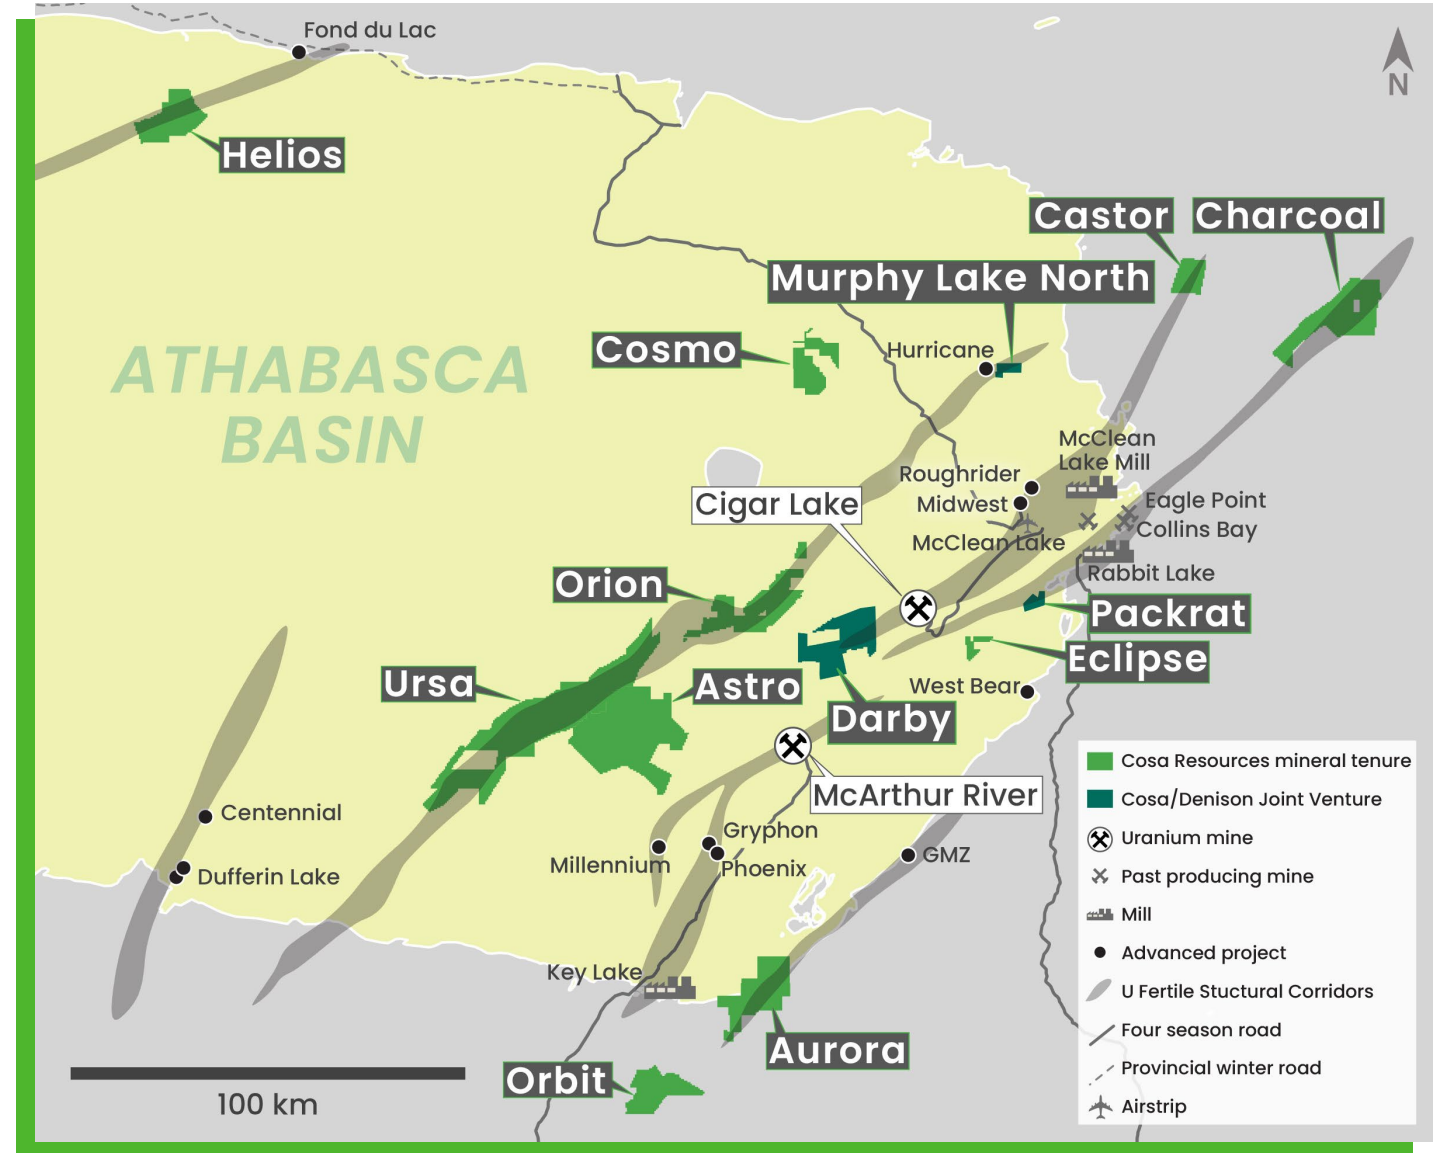 Fond du Lac
N
Helios
Castor
Charcoal
Murphy Lake North
Cosmo
Hurricane
ATHABASCA
BASIN
McClean
Lake Mill
Roughrider
Cigar Lake
Midwest
Eagle Point
Collins Bay
McClean Lake
Rabbit Lake
Orion
Packrat
Eclipse
Ursa
Astro
West Bear
Darby
McArthur River
Centennial
Gryphon
Millennium
Phoenix
GMZ
Dufferin Lake
Key Lake
Aurora
Orbit
100 km
Cosa Resources mineral tenure
Cosa/Denison Joint Venture
Uranium mine
Past producing mine
Mill
Advanced project
U Fertile Stuctural Corridors
Four season road
Provincial winter road
Airstrip